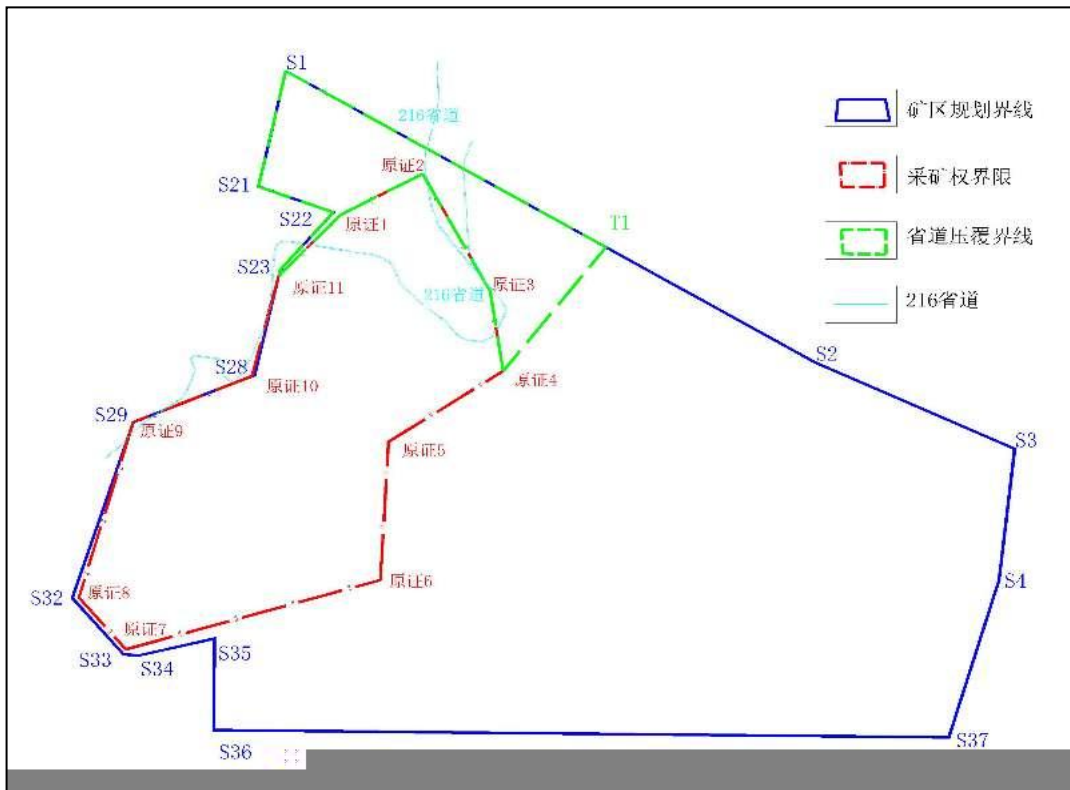 S1
216省道
矿区规划界线
原证2
采矿权界限
S21
S22
原证1
T1
省道压覆界线
S23
原证11
原证3
216省道
216省道
S28
原证10
原证4
S2
S29
原证9
原证5
S3
原证6
S4
S32
原证8
原证7
S33
S34
S35
S36
S37